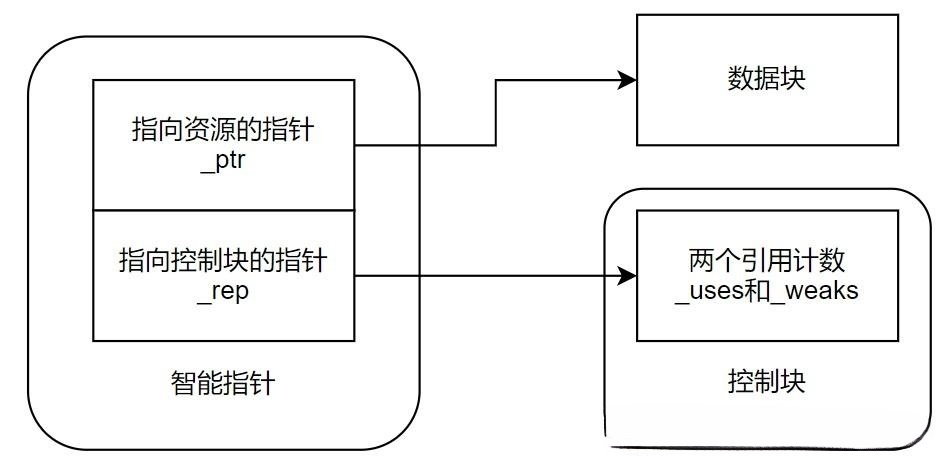 指向资源的指针
_ptr
指向控制块的指针
_rep
智能指针
数据块
两个引用计数
_uses和_weaks
控制块